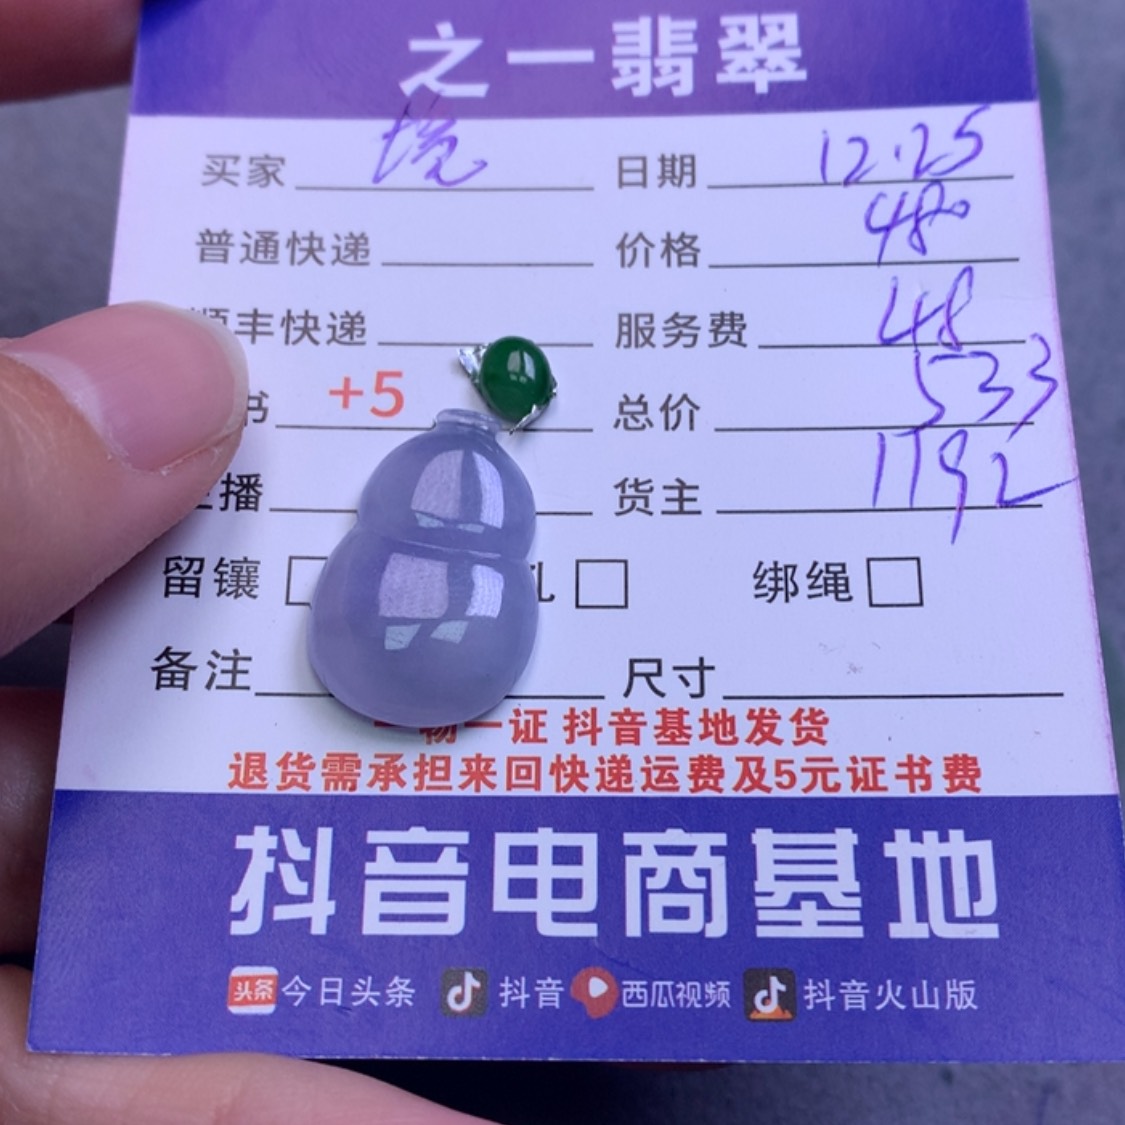 之一翡翠
买家 境 日期 12.25
普通快递 价格 480
顺丰快递 服务费 48
书 +5 总价 533
播 货主 1192
留镶 孔 绑绳
备注 尺寸
一物一证 抖音基地发货
退货需承担来回快递运费及5元证书费
抖音电商基地
头条 今日头条 抖音 西瓜视频 抖音火山版